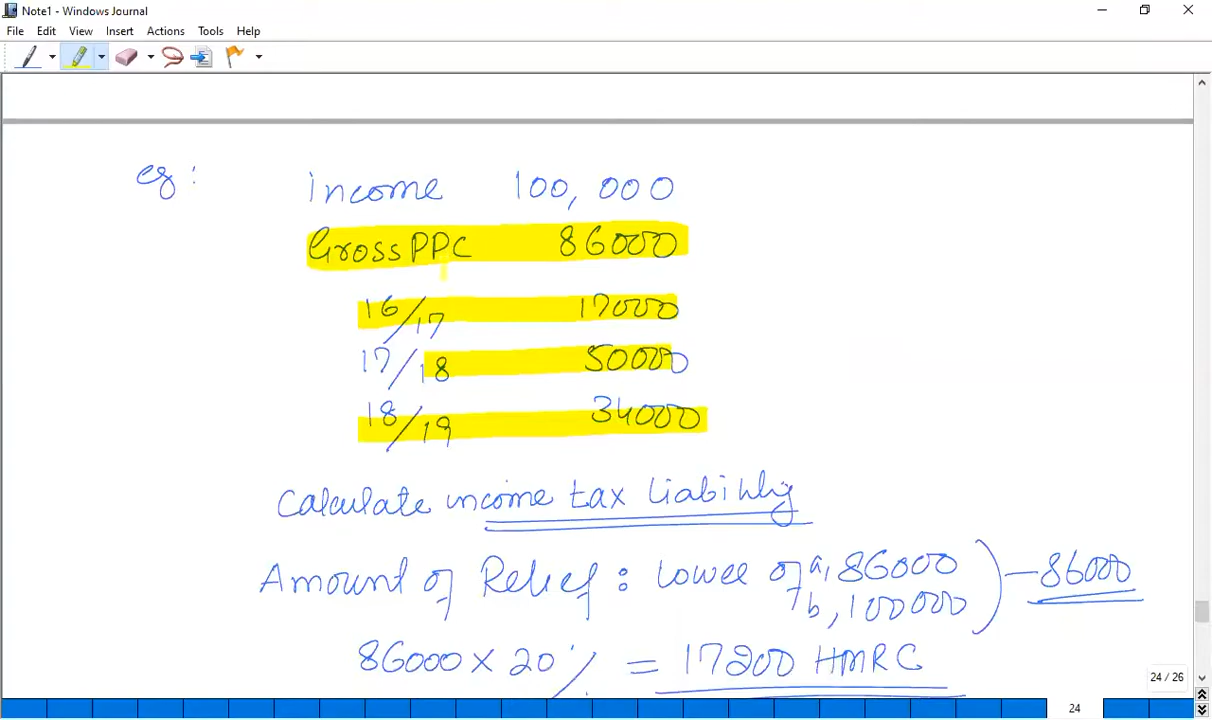 Note1 - Windows Journal
File Edit View Insert Actions Tools Help
eg: income 100,000
Gross PPC 86000
16/17 17000
17/18 50000
18/19 34000
Calculate income tax liability
Amount of Relief: Lower of a, 86000 - 86000
b, 100000
86000 x 20% = 17200 HMRC
24 / 26
24